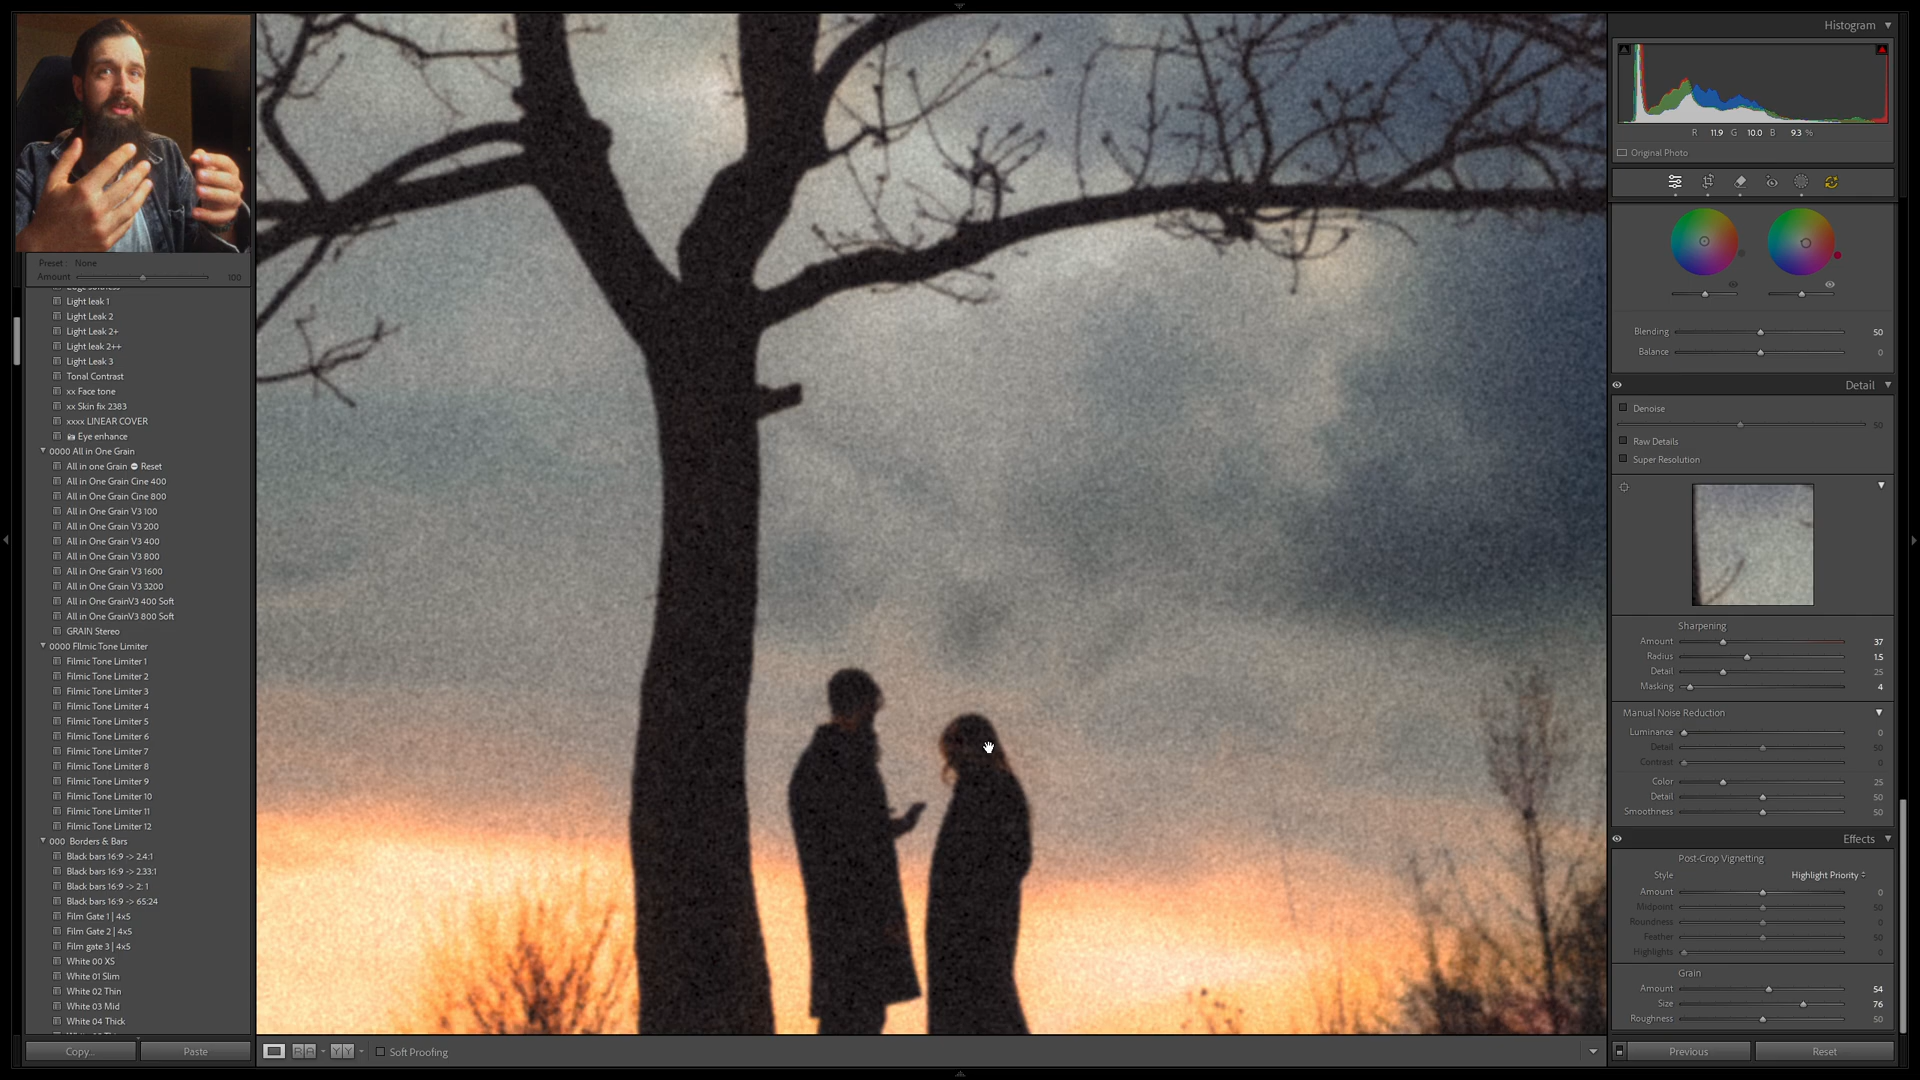 Preset: None
Amount 100
Light leak 1
Light Leak 2
Light Leak 2+
Light leak 2++
Light Leak 3
Tonal Contrast
xx Face tone
xx Skin fix 2383
xxxx LINEAR COVER
Eye enhance
0000 All in One Grain
All in one Grain Reset
All in One Grain Cine 400
All in One Grain Cine 800
All in One Grain V3 100
All in One Grain V3 200
All in One Grain V3 400
All in One Grain V3 800
All in One Grain V3 1600
All in One Grain V3 3200
All in One GrainV3 400 Soft
All in One GrainV3 800 Soft
GRAIN Stereo
0000 FIlmic Tone Limiter
Filmic Tone Limiter 1
Filmic Tone Limiter 2
Filmic Tone Limiter 3
Filmic Tone Limiter 4
Filmic Tone Limiter 5
Filmic Tone Limiter 6
Filmic Tone Limiter 7
Filmic Tone Limiter 8
Filmic Tone Limiter 9
Filmic Tone Limiter 10
Filmic Tone Limiter 11
Filmic Tone Limiter 12
000 Borders & Bars
Black bars 16:9 -> 2.4:1
Black bars 16:9 -> 2.33:1
Black bars 16:9 -> 2: 1
Black bars 16:9 -> 65:24
Film Gate 1 | 4x5
Film Gate 2 | 4x5
Film gate 3 | 4x5
White 00 XS
White 01 Slim
White 02 Thin
White 03 Mid
White 04 Thick
Copy... Paste
Soft Proofing
Histogram
R 11.9 G 10.0 B 9.3 %
Original Photo
Blending 50
Balance 0
Detail
Denoise
50
Raw Details
Super Resolution
Sharpening
Amount 37
Radius 1.5
Detail 25
Masking 4
Manual Noise Reduction
Luminance 0
Detail 50
Contrast 0
Color 25
Detail 50
Smoothness 50
Effects
Post-Crop Vignetting
Style Highlight Priority
Amount 0
Midpoint 50
Roundness 0
Feather 50
Highlights 0
Grain
Amount 54
Size 76
Roughness 50
Previous Reset